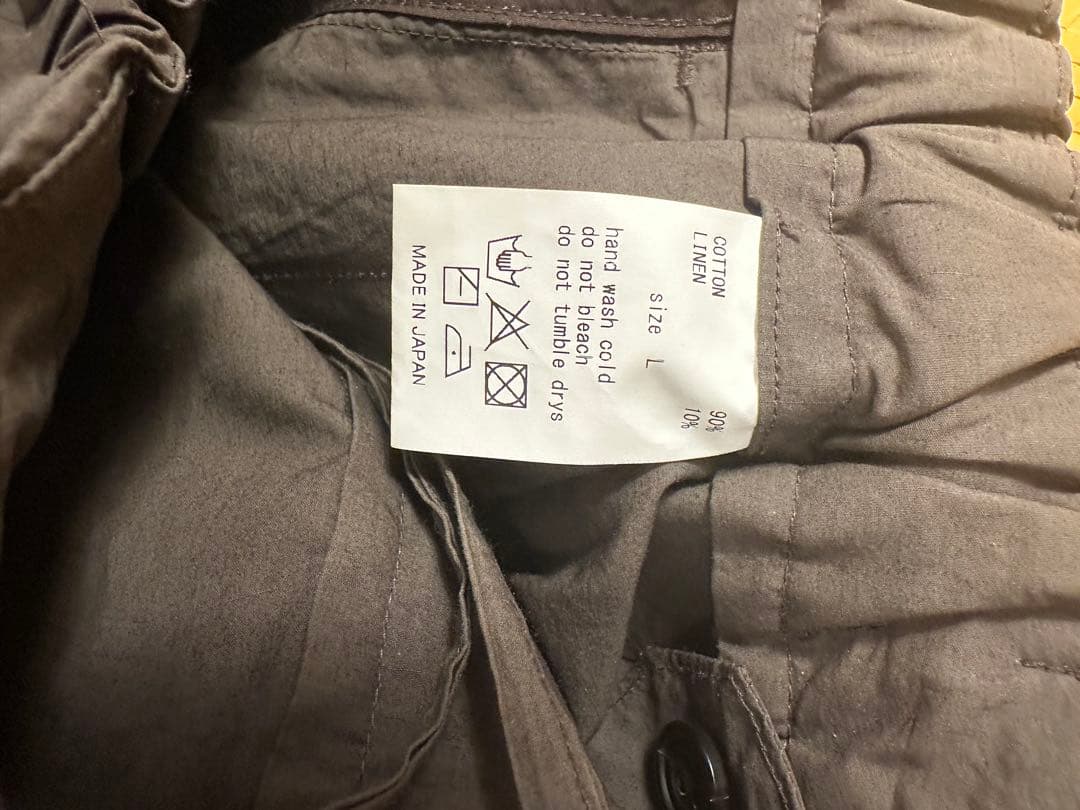 COTTON 90%
LINEN 10%
size L
hand wash cold
do not bleach
do not tumble drys
MADE IN JAPAN